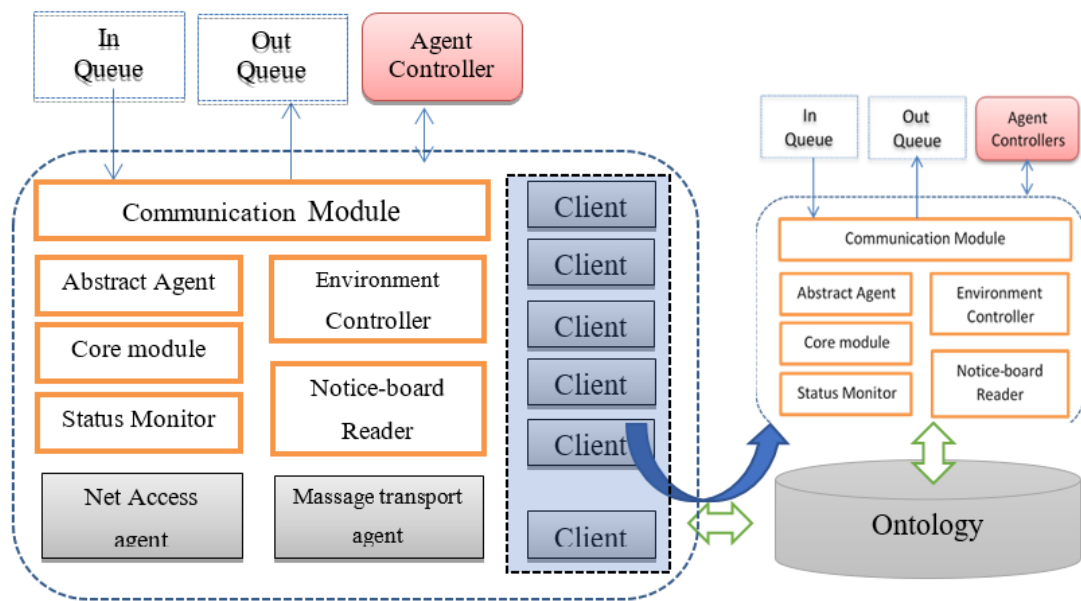 In
Queue
Out
Queue
Agent
Controller
Communication Module
Abstract Agent
Core module
Status Monitor
Environment
Controller
Notice-board
Reader
Net Access
agent
Massage transport
agent
Client
Client
Client
Client
Client
Client
In
Queue
Out
Queue
Agent
Controllers
Communication Module
Abstract Agent
Core module
Status Monitor
Environment
Controller
Notice-board
Reader
Ontology